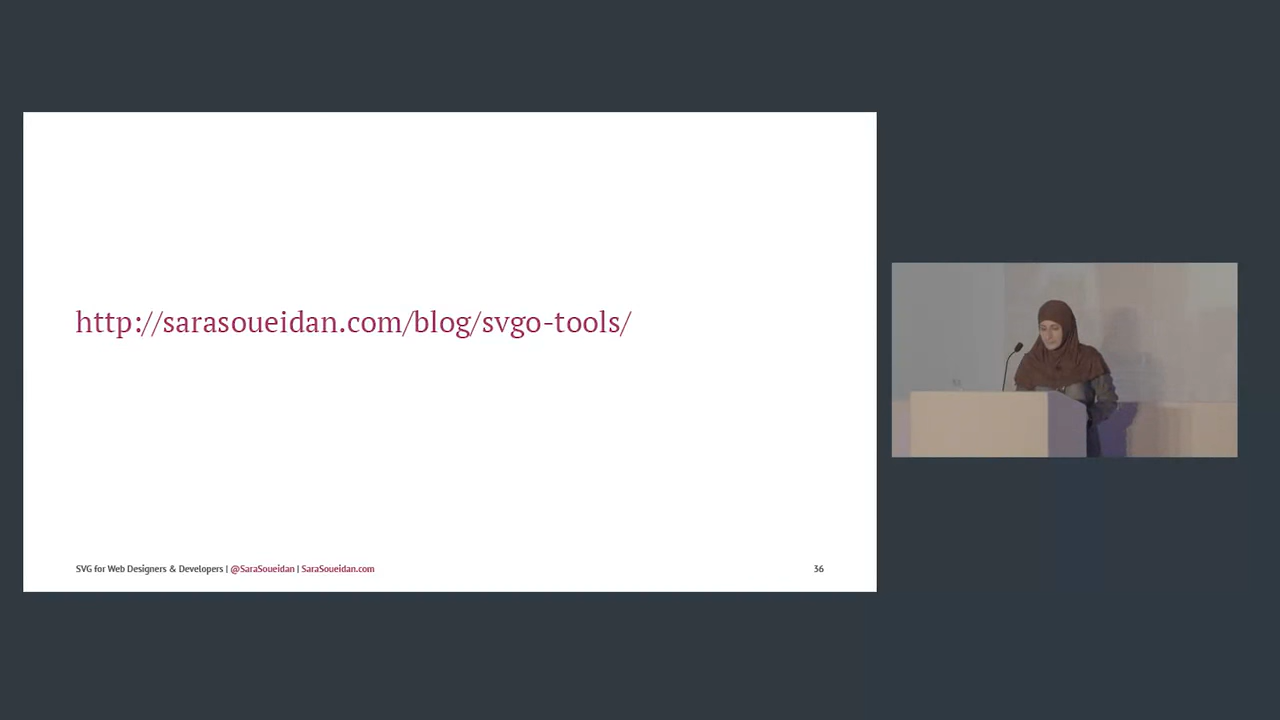 http://sarasoueidan.com/blog/svgo-tools/
SVG for Web Designers & Developers | @SaraSoueidan | SaraSoueidan.com
36